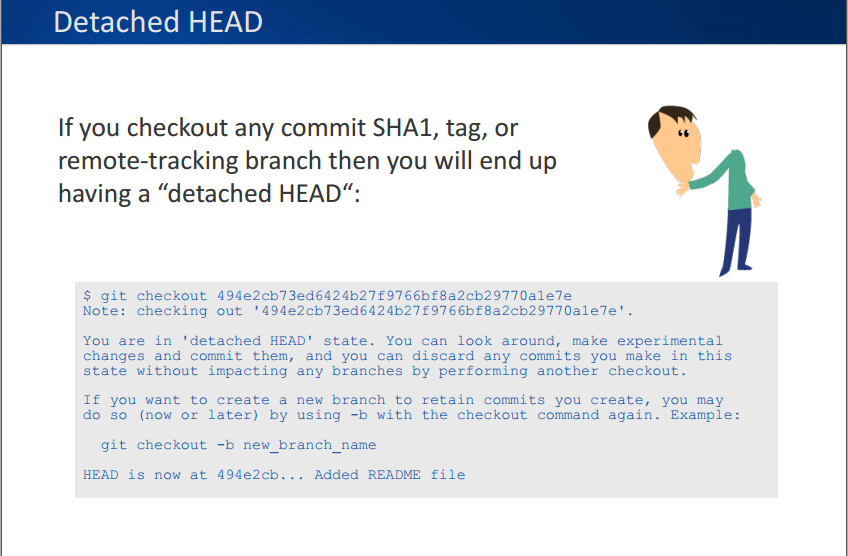 Detached HEAD
If you checkout any commit SHA1, tag, or
remote-tracking branch then you will end up
having a “detached HEAD“:
$ git checkout 494e2cb73ed6424b27f9766bf8a2cb29770a1e7e
Note: checking out '494e2cb73ed6424b27f9766bf8a2cb29770a1e7e'.
You are in 'detached HEAD' state. You can look around, make experimental
changes and commit them, and you can discard any commits you make in this
state without impacting any branches by performing another checkout.
If you want to create a new branch to retain commits you create, you may
do so (now or later) by using -b with the checkout command again. Example:
git checkout -b new_branch_name
HEAD is now at 494e2cb... Added README file